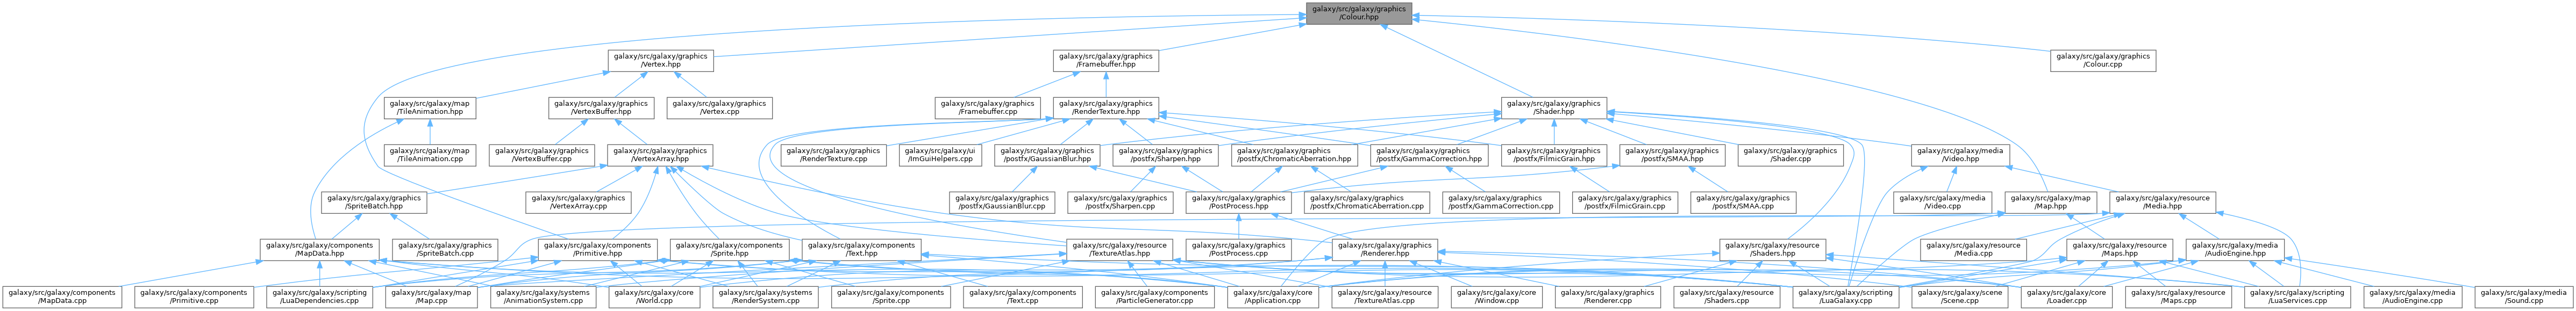 galaxy/src/galaxy/graphics
/Colour.hpp
galaxy/src/galaxy/graphics
/Vertex.hpp
galaxy/src/galaxy/graphics
/Framebuffer.hpp
galaxy/src/galaxy/graphics
/Colour.cpp
galaxy/src/galaxy/map
/TileAnimation.hpp
galaxy/src/galaxy/graphics
/VertexBuffer.hpp
galaxy/src/galaxy/graphics
/Vertex.cpp
galaxy/src/galaxy/graphics
/Framebuffer.cpp
galaxy/src/galaxy/graphics
/RenderTexture.hpp
galaxy/src/galaxy/graphics
/Shader.hpp
galaxy/src/galaxy/map
/TileAnimation.cpp
galaxy/src/galaxy/graphics
/VertexBuffer.cpp
galaxy/src/galaxy/graphics
/VertexArray.hpp
galaxy/src/galaxy/graphics
/RenderTexture.cpp
galaxy/src/galaxy/ui
/ImGuiHelpers.cpp
galaxy/src/galaxy/graphics
/postfx/GaussianBlur.hpp
galaxy/src/galaxy/graphics
/postfx/Sharpen.hpp
galaxy/src/galaxy/graphics
/postfx/ChromaticAberration.hpp
galaxy/src/galaxy/graphics
/postfx/GammaCorrection.hpp
galaxy/src/galaxy/graphics
/postfx/FilmicGrain.hpp
galaxy/src/galaxy/graphics
/postfx/SMAA.hpp
galaxy/src/galaxy/graphics
/Shader.cpp
galaxy/src/galaxy/media
/Video.hpp
galaxy/src/galaxy/graphics
/SpriteBatch.hpp
galaxy/src/galaxy/graphics
/VertexArray.cpp
galaxy/src/galaxy/graphics
/postfx/GaussianBlur.cpp
galaxy/src/galaxy/graphics
/postfx/Sharpen.cpp
galaxy/src/galaxy/graphics
/PostProcess.hpp
galaxy/src/galaxy/graphics
/postfx/ChromaticAberration.cpp
galaxy/src/galaxy/graphics
/postfx/GammaCorrection.cpp
galaxy/src/galaxy/graphics
/postfx/FilmicGrain.cpp
galaxy/src/galaxy/graphics
/postfx/SMAA.cpp
galaxy/src/galaxy/media
/Video.cpp
galaxy/src/galaxy/map
/Map.hpp
galaxy/src/galaxy/resource
/Media.hpp
galaxy/src/galaxy/components
/MapData.hpp
galaxy/src/galaxy/graphics
/SpriteBatch.cpp
galaxy/src/galaxy/components
/Primitive.hpp
galaxy/src/galaxy/components
/Sprite.hpp
galaxy/src/galaxy/components
/Text.hpp
galaxy/src/galaxy/resource
/TextureAtlas.hpp
galaxy/src/galaxy/graphics
/PostProcess.cpp
galaxy/src/galaxy/graphics
/Renderer.hpp
galaxy/src/galaxy/resource
/Shaders.hpp
galaxy/src/galaxy/resource
/Media.cpp
galaxy/src/galaxy/resource
/Maps.hpp
galaxy/src/galaxy/media
/AudioEngine.hpp
galaxy/src/galaxy/components
/MapData.cpp
galaxy/src/galaxy/components
/Primitive.cpp
galaxy/src/galaxy/scripting
/LuaDependencies.cpp
galaxy/src/galaxy/map
/Map.cpp
galaxy/src/galaxy/systems
/AnimationSystem.cpp
galaxy/src/galaxy/core
/World.cpp
galaxy/src/galaxy/systems
/RenderSystem.cpp
galaxy/src/galaxy/components
/Sprite.cpp
galaxy/src/galaxy/components
/Text.cpp
galaxy/src/galaxy/components
/ParticleGenerator.cpp
galaxy/src/galaxy/core
/Application.cpp
galaxy/src/galaxy/resource
/TextureAtlas.cpp
galaxy/src/galaxy/core
/Window.cpp
galaxy/src/galaxy/graphics
/Renderer.cpp
galaxy/src/galaxy/resource
/Shaders.cpp
galaxy/src/galaxy/scripting
/LuaGalaxy.cpp
galaxy/src/galaxy/scene
/Scene.cpp
galaxy/src/galaxy/core
/Loader.cpp
galaxy/src/galaxy/resource
/Maps.cpp
galaxy/src/galaxy/scripting
/LuaServices.cpp
galaxy/src/galaxy/media
/AudioEngine.cpp
galaxy/src/galaxy/media
/Sound.cpp